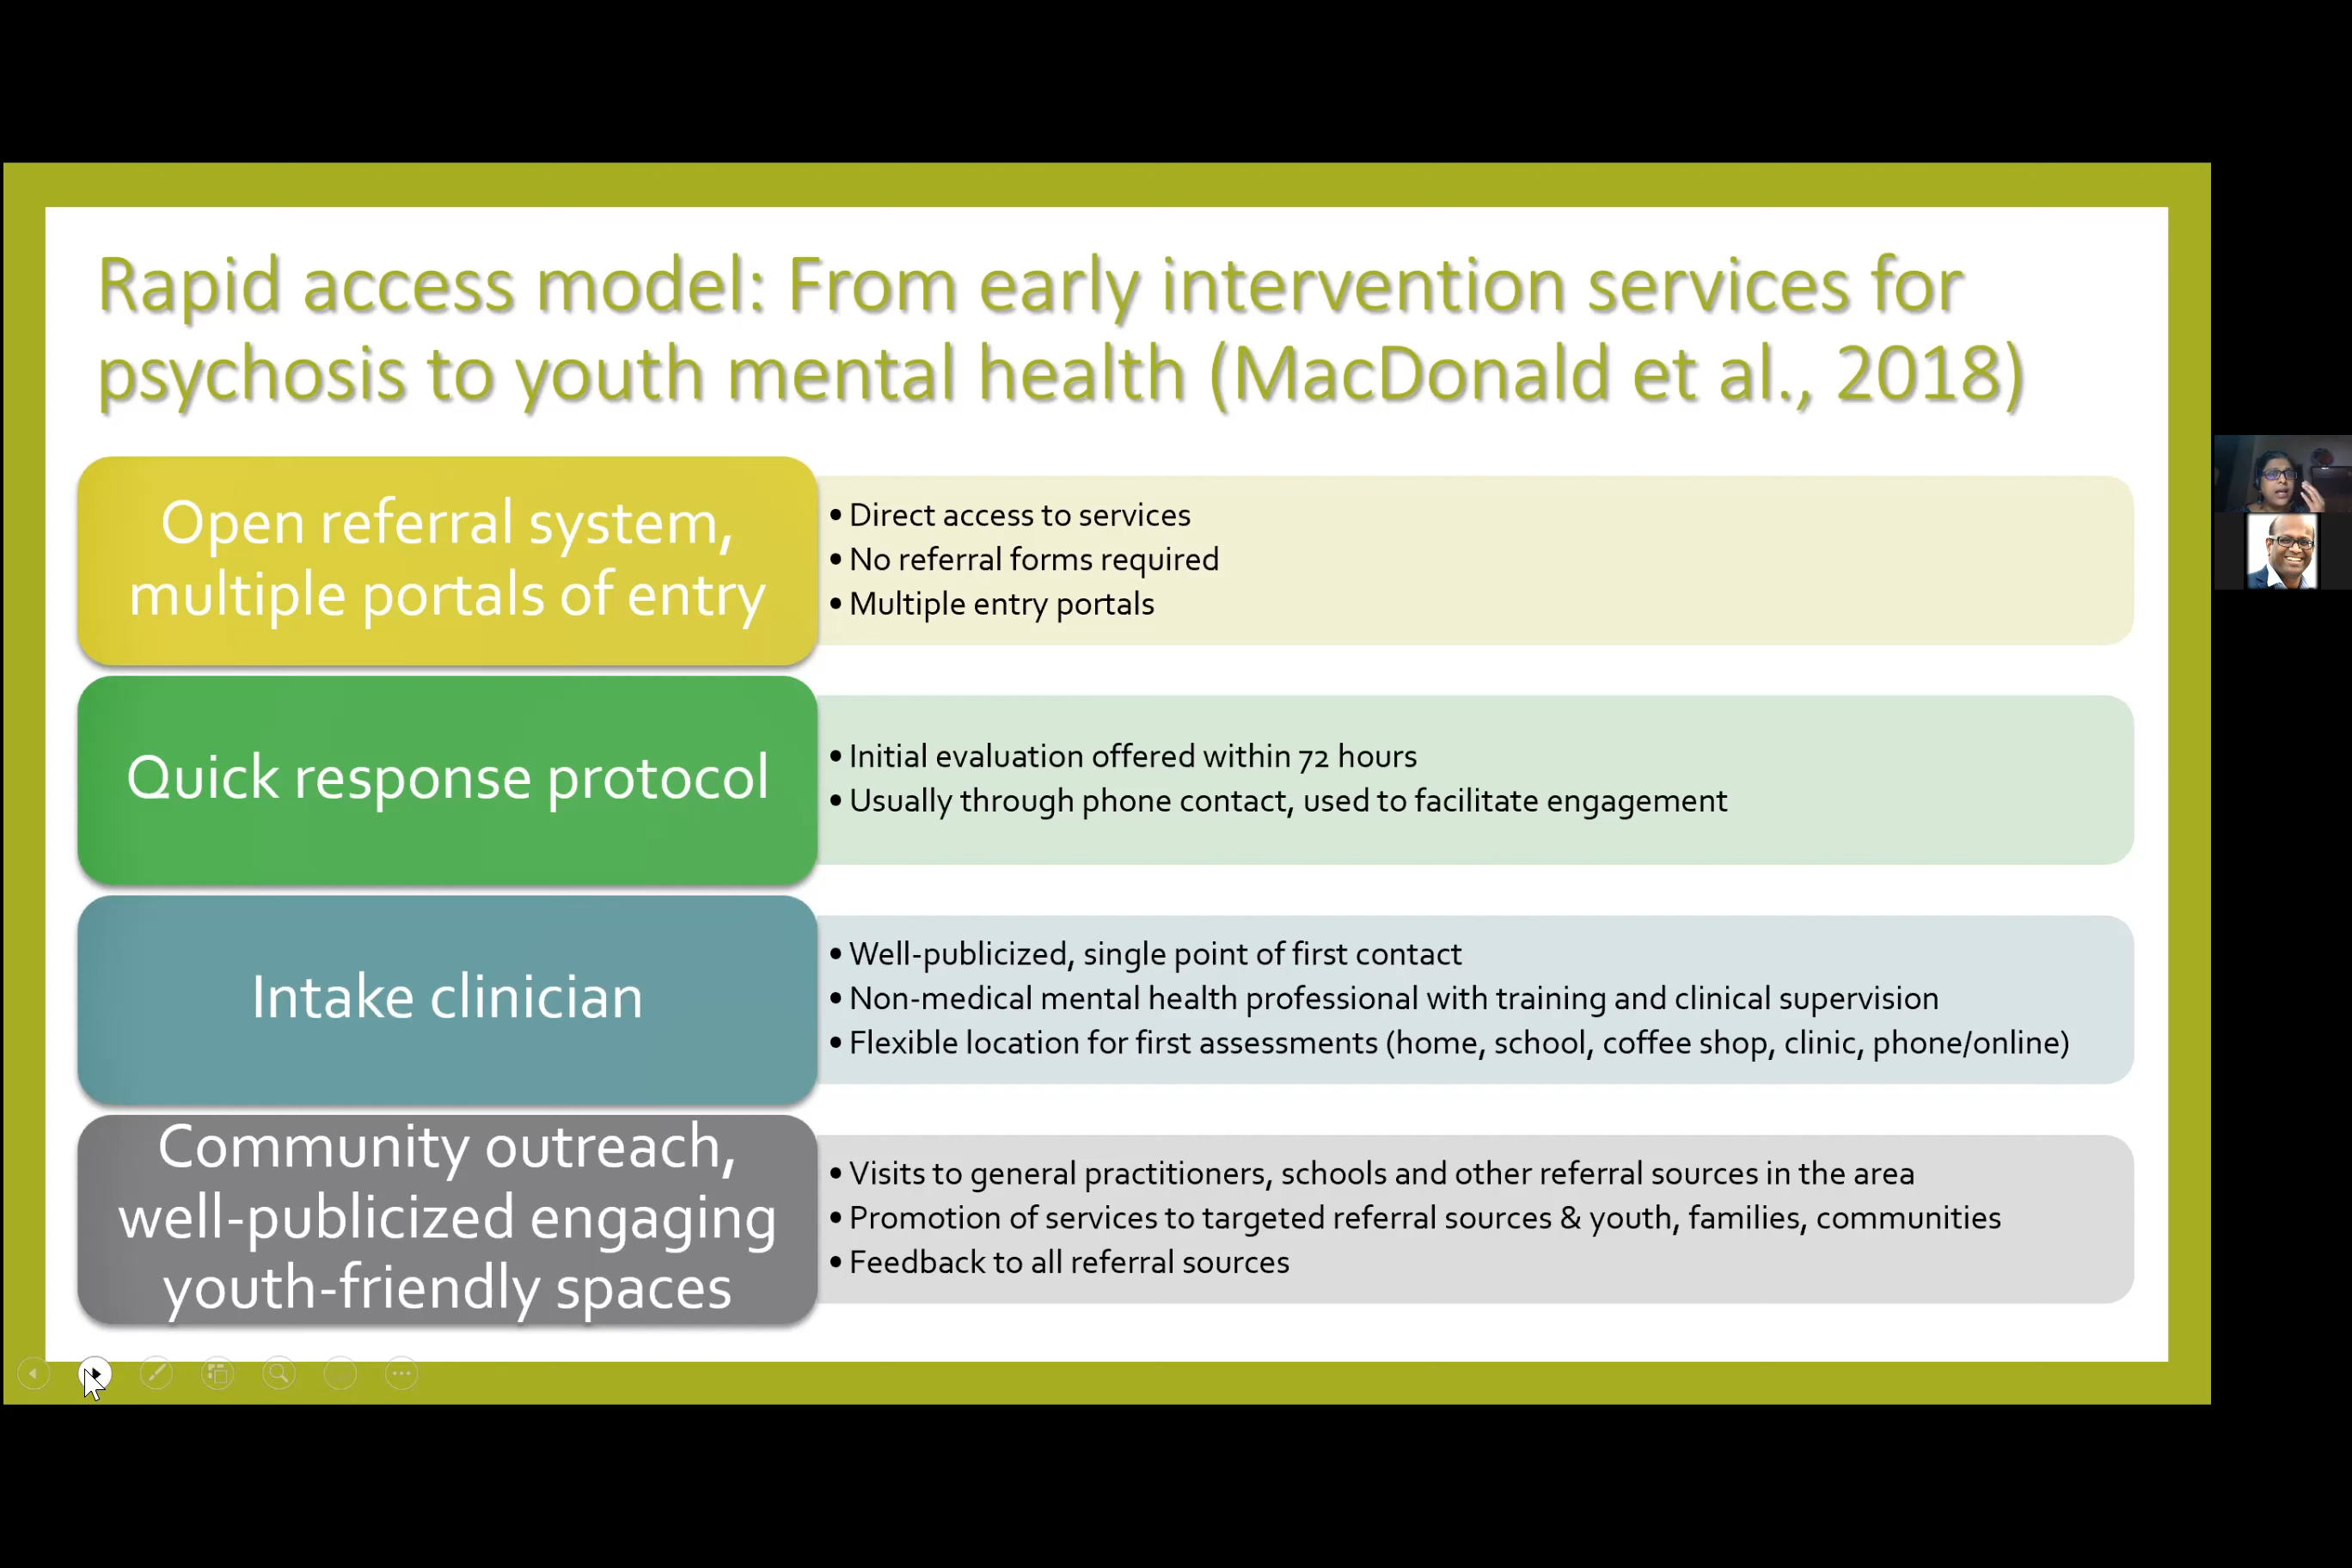 Rapid access model: From early intervention services for
psychosis to youth mental health (MacDonald et al., 2018)
Open referral system,
multiple portals of entry
• Direct access to services
• No referral forms required
• Multiple entry portals
Quick response protocol
• Initial evaluation offered within 72 hours
• Usually through phone contact, used to facilitate engagement
Intake clinician
• Well-publicized, single point of first contact
• Non-medical mental health professional with training and clinical supervision
• Flexible location for first assessments (home, school, coffee shop, clinic, phone/online)
Community outreach,
well-publicized engaging
youth-friendly spaces
• Visits to general practitioners, schools and other referral sources in the area
• Promotion of services to targeted referral sources & youth, families, communities
• Feedback to all referral sources